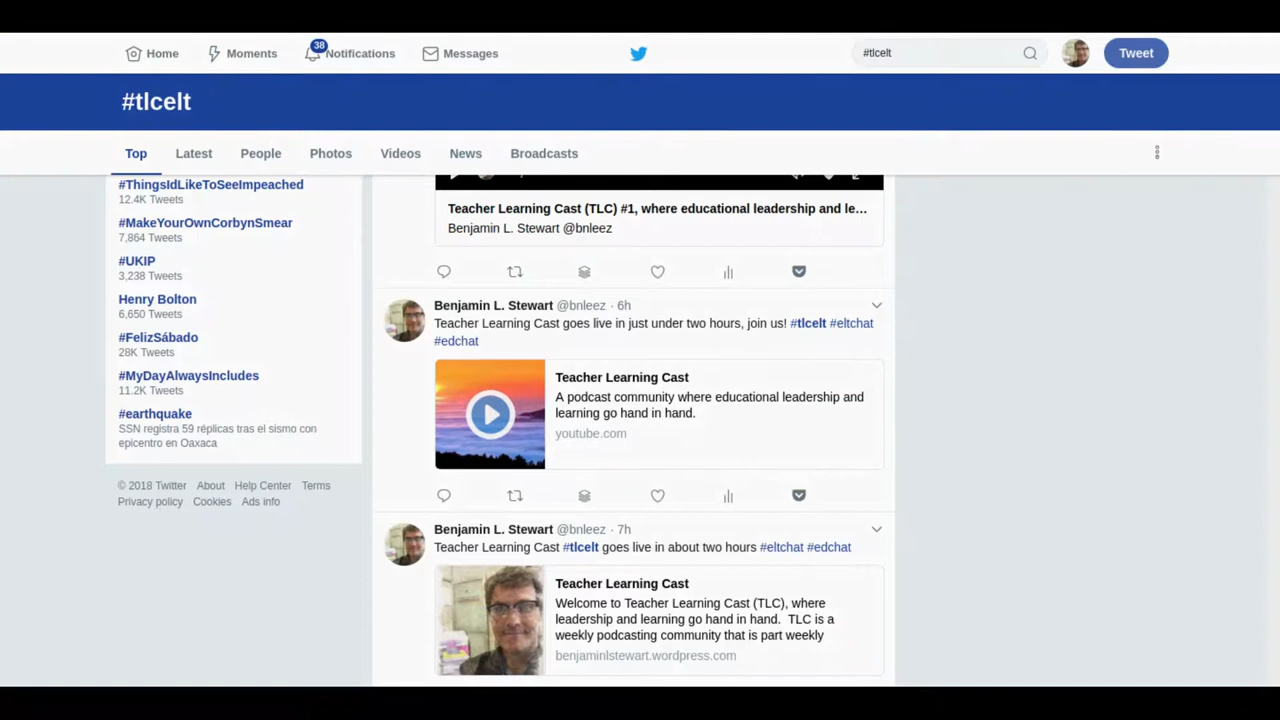 Home
Moments
38
Notifications
Messages
#tlcelt
Tweet
#tlcelt
Top
Latest
People
Photos
Videos
News
Broadcasts
#ThingsIdLikeToSeeImpeached
12.4K Tweets
#MakeYourOwnCorbynSmear
7,864 Tweets
#UKIP
3,238 Tweets
Henry Bolton
6,650 Tweets
#FelizSábado
28K Tweets
#MyDayAlwaysIncludes
11.2K Tweets
#earthquake
SSN registra 59 réplicas tras el sismo con
epicentro en Oaxaca
© 2018 Twitter About Help Center Terms
Privacy policy Cookies Ads info
Teacher Learning Cast (TLC) #1, where educational leadership and le...
Benjamin L. Stewart @bnleez
Benjamin L. Stewart @bnleez · 6h
Teacher Learning Cast goes live in just under two hours, join us! #tlcelt #eltchat
#edchat
Teacher Learning Cast
A podcast community where educational leadership and
learning go hand in hand.
youtube.com
Benjamin L. Stewart @bnleez · 7h
Teacher Learning Cast #tlcelt goes live in about two hours #eltchat #edchat
Teacher Learning Cast
Welcome to Teacher Learning Cast (TLC), where
leadership and learning go hand in hand. TLC is a
weekly podcasting community that is part weekly
benjaminlstewart.wordpress.com